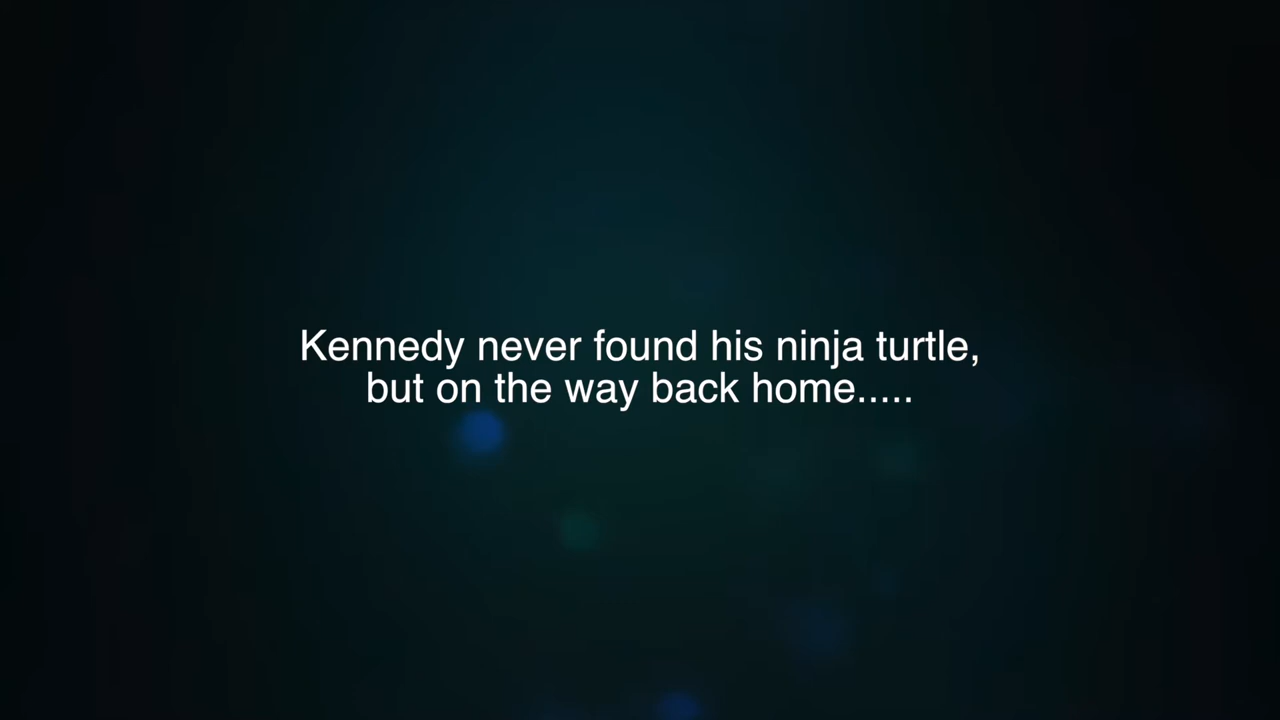 Kennedy never found his ninja turtle,
but on the way back home.....